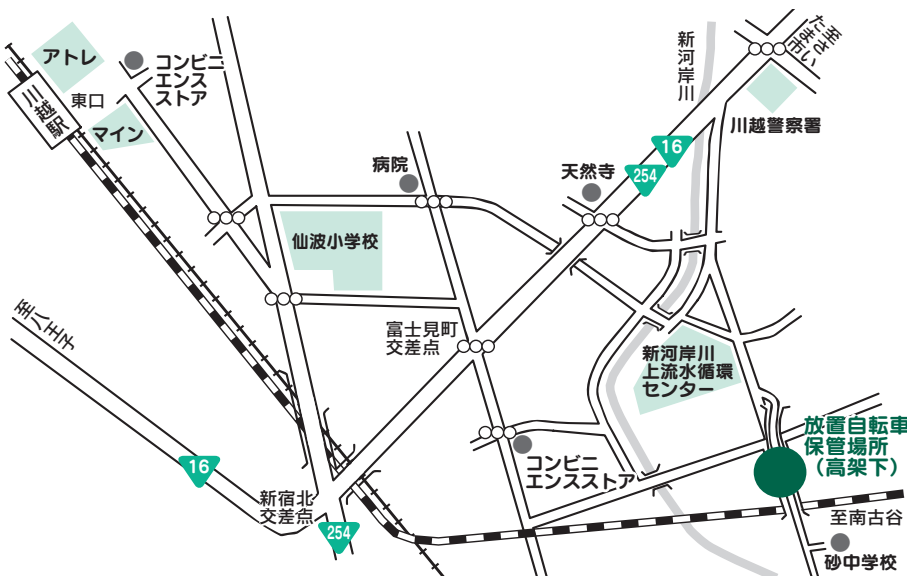 アトレ
コンビニ
エンス
ストア
川越駅
東口
マイン
病院
仙波小学校
新河岸川
至さい
たま市
川越警察署
天然寺
16
254
至八王子
富士見町
交差点
新河岸川
上流水循環
センター
放置自転車
保管場所
(高架下)
コンビニ
エンスストア
16
新宿北
交差点
254
至南古谷
砂中学校